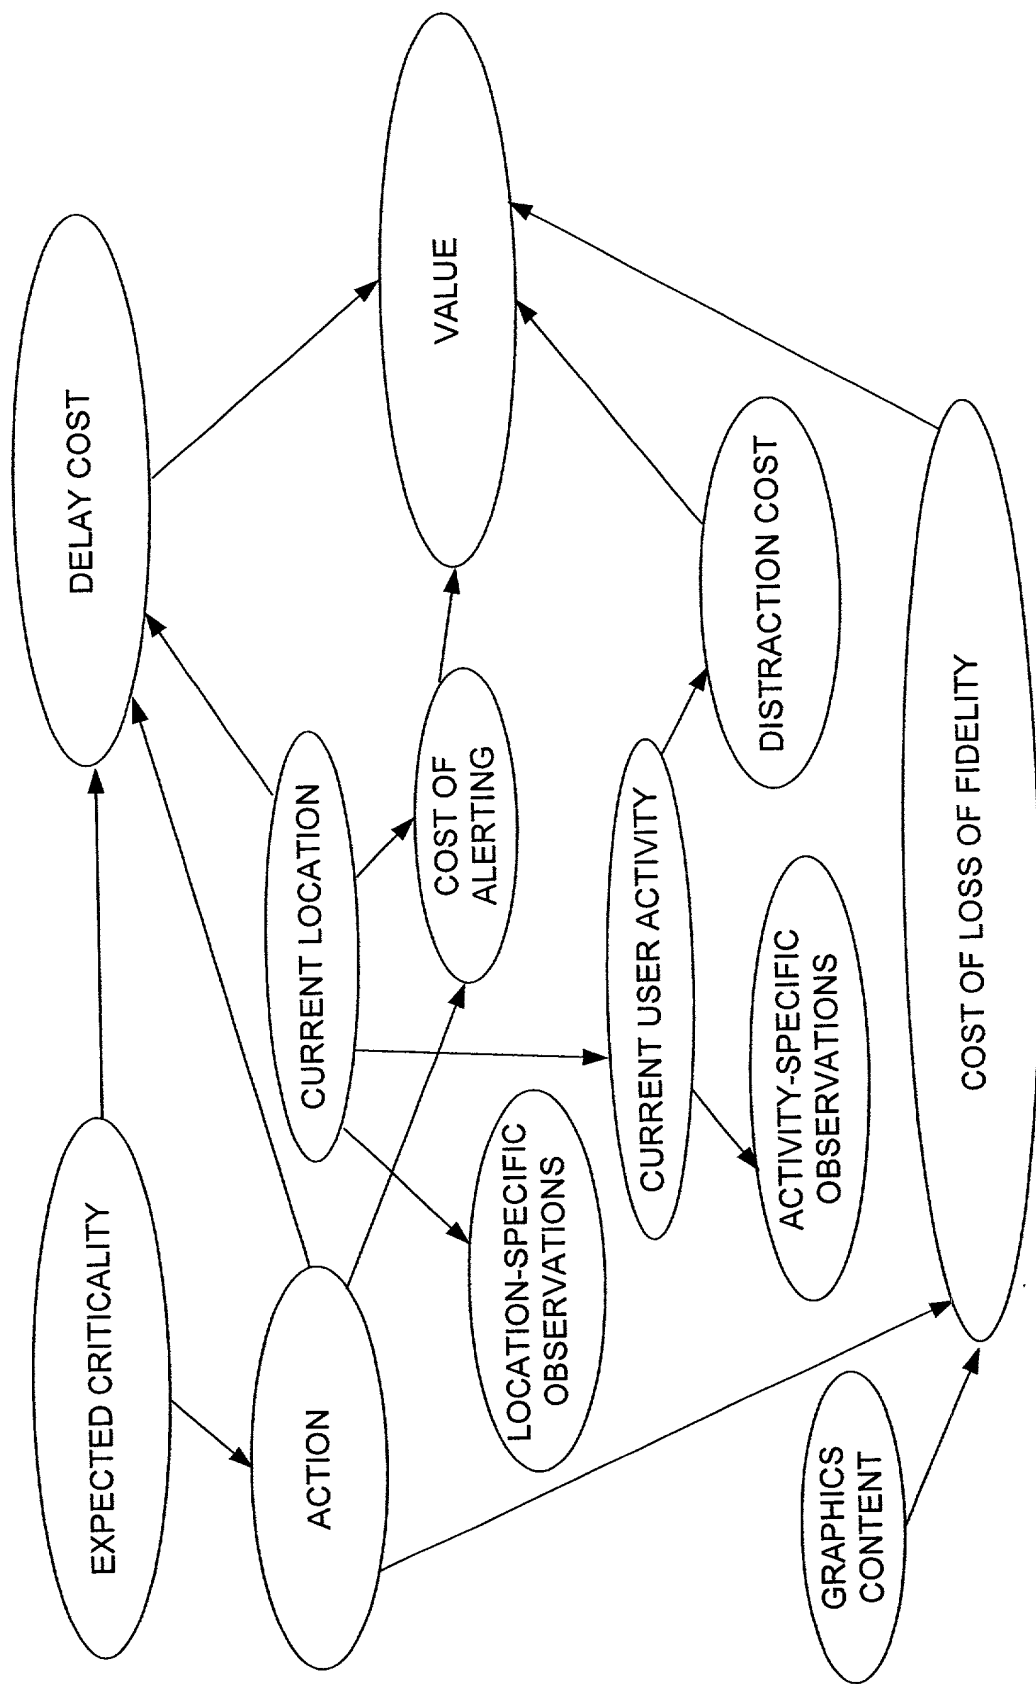 EXPECTED CRITICALITY
DELAY COST
ACTION
CURRENT LOCATION
VALUE
COST OF
ALERTING
LOCATION-SPECIFIC
OBSERVATIONS
CURRENT USER ACTIVITY
DISTRACTION COST
ACTIVITY-SPECIFIC
OBSERVATIONS
GRAPHICS
CONTENT
COST OF LOSS OF FIDELITY